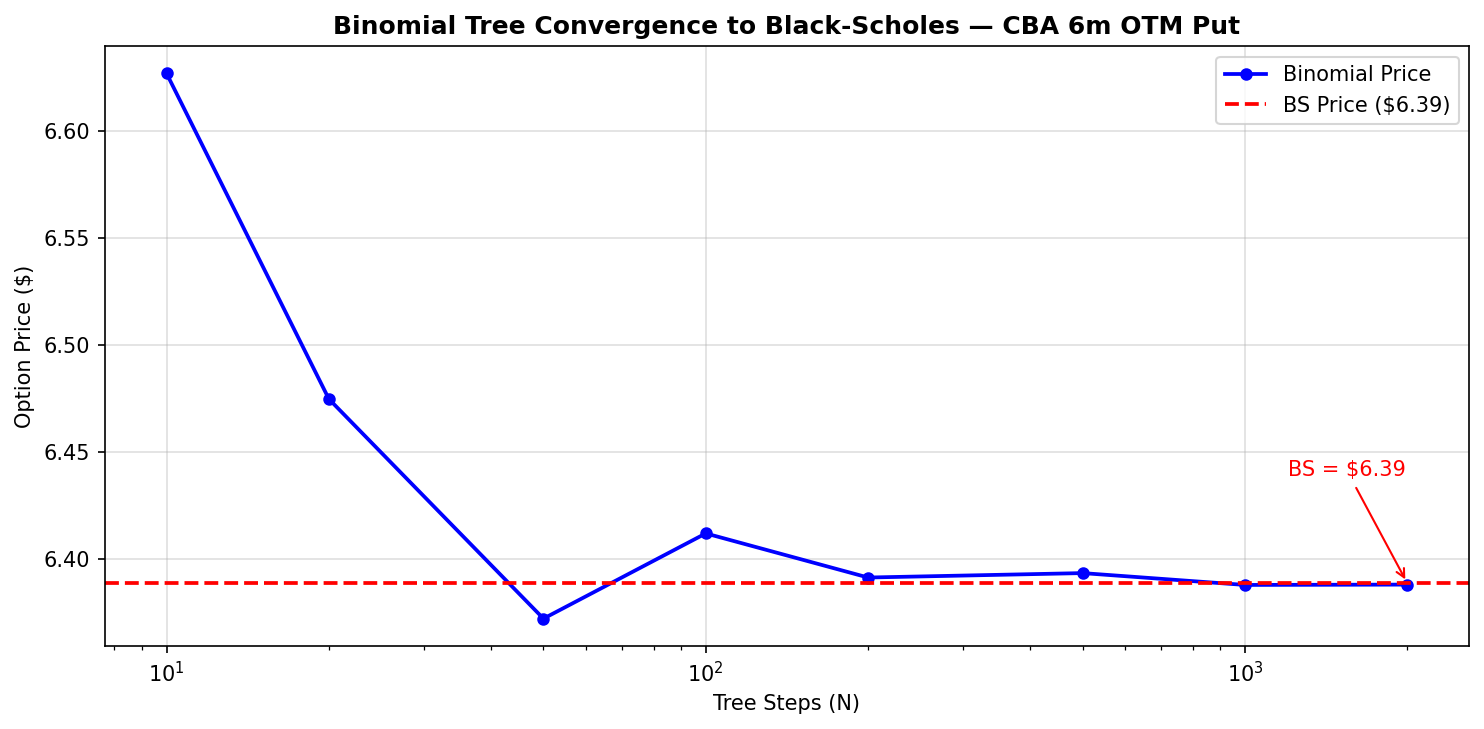 Binomial Tree Convergence to Black-Scholes — CBA 6m OTM Put
Binomial Price
BS Price ($6.39)
6.60
6.55
6.50
6.45
6.40
Option Price ($)
BS = $6.39
10¹
10²
10³
Tree Steps (N)